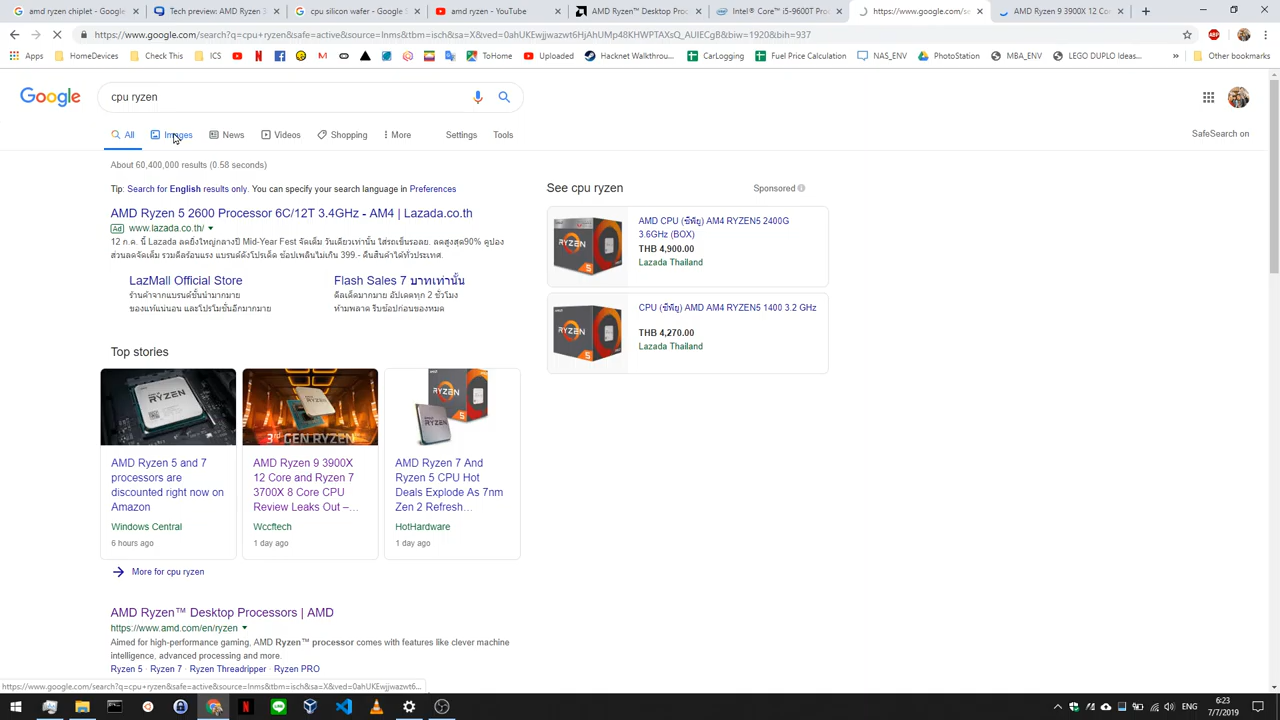 amd ryzen chiplet - Google
Tech preview: AMD Ryzen 3
cpu silicon wafer - Google Sea
amd ryzen - YouTube
AMD Ryzen™ Desktop Proc
Intel® Core™ i5-9600T Pro
https://www.google.com/se
AMD Ryzen 9 3900X 12 Cor
https://www.google.com/search?q=cpu+ryzen&safe=active&source=lnms&tbm=isch&sa=X&ved=0ahUKEwjjwazwt6HjAhUMp48KHWPTAXsQ_AUIECgB&biw=1920&bih=937
Apps
HomeDevices
Check This
ICS
ToHome
Uploaded
Hacknet Walkthrou...
CarLogging
Fuel Price Calculation
NAS_ENV
PhotoStation
MBA_ENV
LEGO DUPLO Ideas...
»
Other bookmarks
Google
cpu ryzen
All
Images
News
Videos
Shopping
More
Settings
Tools
SafeSearch on
About 60,400,000 results (0.58 seconds)
Tip: Search for English results only. You can specify your search language in Preferences
AMD Ryzen 5 2600 Processor 6C/12T 3.4GHz - AM4 | Lazada.co.th
Ad www.lazada.co.th/
12 ก.ค. นี้ Lazada ลดยิ่งใหญ่กลางปี Mid-Year Fest จัดเต็ม วันเดียวเท่านั้น ใส่รถเข็นรอเลย. ลดสูงสุด90% คูปอง
ส่วนลดจัดเต็ม รวมดีลร้อนแรง แบรนด์ดังโปรเด็ด ช้อปเพลินไม่เกิน 399.- คืนสินค้าได้ทั่วประเทศ.
LazMall Official Store
ร้านค้าจากแบรนด์ชั้นนำมากมาย
ของแท้แน่นอน และโปรโมชั่นอีกมากมาย
Flash Sales 7 บาทเท่านั้น
ดีลเด็ดมากมาย อัปเดตทุก 2 ชั่วโมง
ห้ามพลาด รีบช้อปก่อนของหมด
See cpu ryzen
Sponsored
AMD CPU (ซีพียู) AM4 RYZEN5 2400G
3.6GHz (BOX)
THB 4,900.00
Lazada Thailand
CPU (ซีพียู) AMD AM4 RYZEN5 1400 3.2 GHz
THB 4,270.00
Lazada Thailand
Top stories
RYZEN
3RD GEN RYZEN
RYZEN
AMD Ryzen 5 and 7
processors are
discounted right now on
Amazon
Windows Central
6 hours ago
AMD Ryzen 9 3900X
12 Core and Ryzen 7
3700X 8 Core CPU
Review Leaks Out –...
Wccftech
1 day ago
AMD Ryzen 7 And
Ryzen 5 CPU Hot
Deals Explode As 7nm
Zen 2 Refresh...
HotHardware
1 day ago
More for cpu ryzen
AMD Ryzen™ Desktop Processors | AMD
https://www.amd.com/en/ryzen
Aimed for high-performance gaming, AMD Ryzen™ processor comes with features like clever machine
intelligence, advanced processing and more.
Ryzen 5 · Ryzen 7 · Ryzen Threadripper · Ryzen PRO
https://www.google.com/search?q=cpu+ryzen&safe=active&source=lnms&tbm=isch&sa=X&ved=0ahUKEwjjwazwt6...
ENG
6:23
7/7/2019